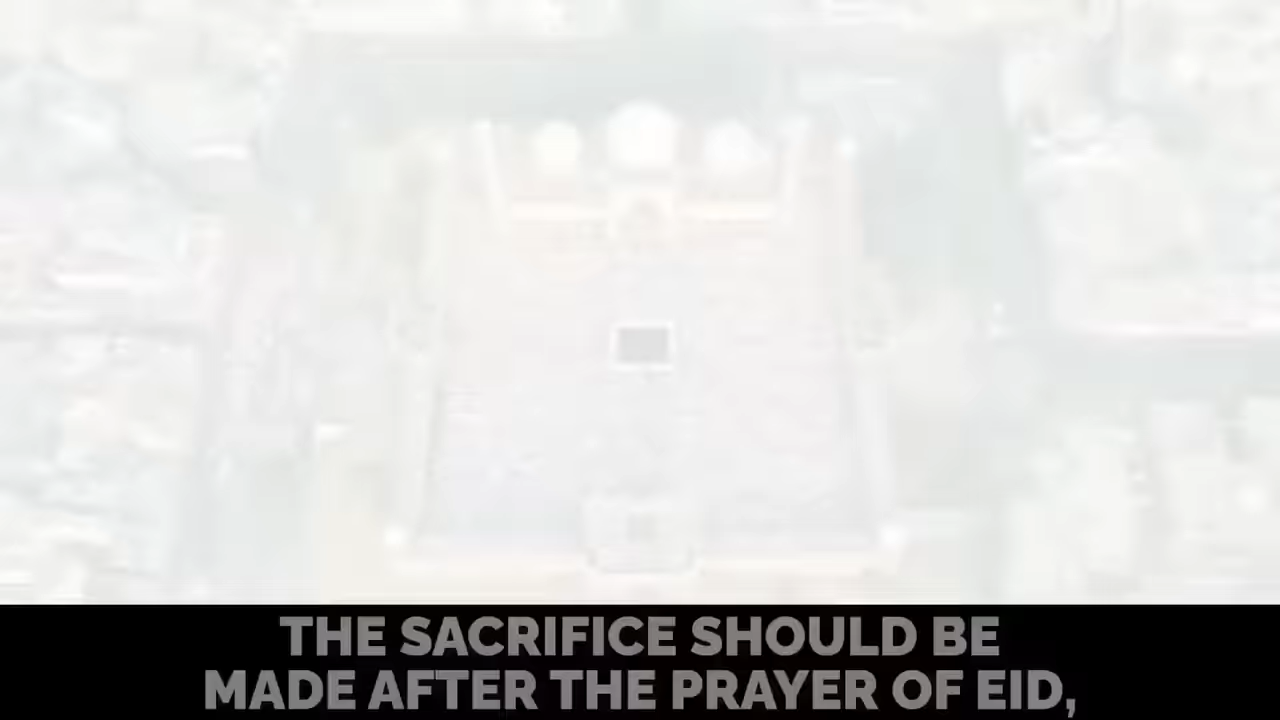 THE SACRIFICE SHOULD BE
MADE AFTER THE PRAYER OF EID,